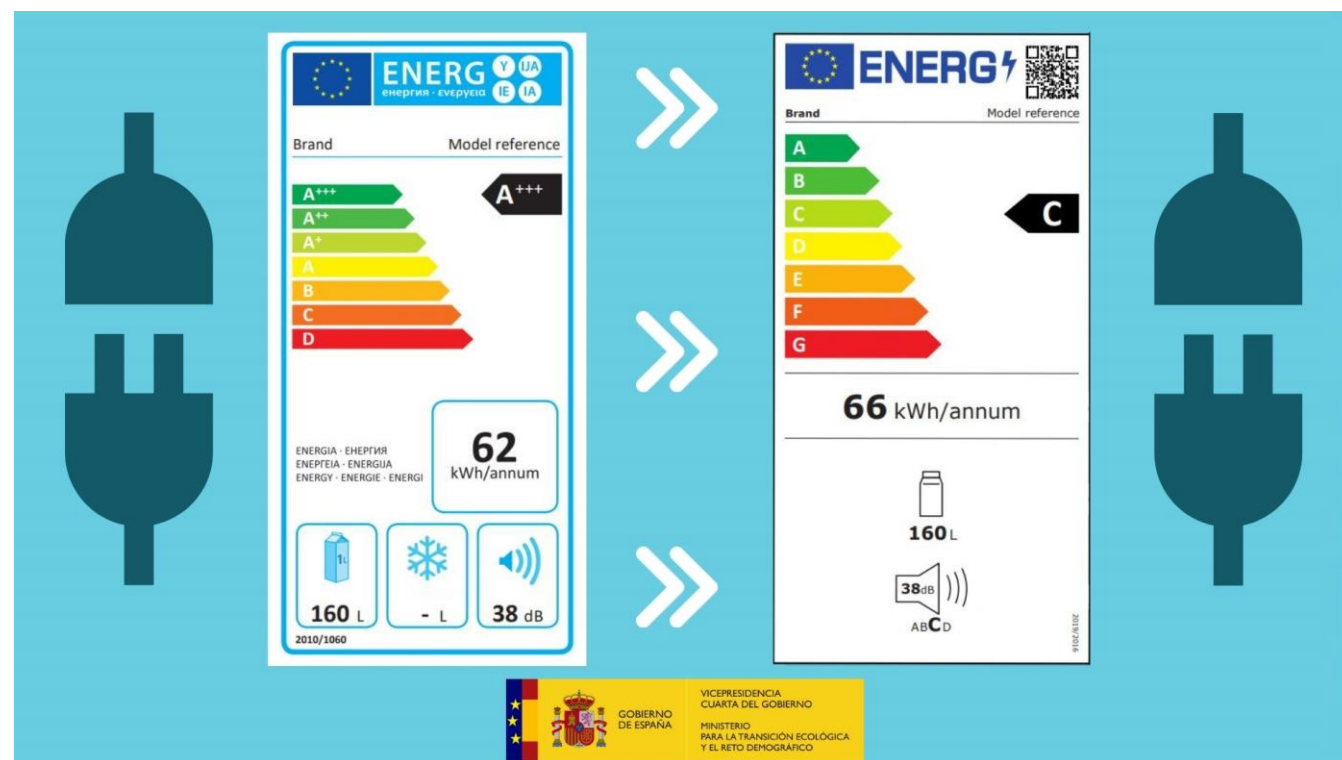 ENERG
енергия · ενεργεια
Y IJA
IE IA
Brand Model reference
A+++
A++
A+
A
B
C
D
A+++
ENERGIA · ЕНЕРГИЯ
ΕΝΕΡΓΕΙΑ · ENERGIJA
ENERGY · ENERGIE · ENERGI
62
kWh/annum
1L
160 L
- L
38 dB
2010/1060
ENERG
Brand Model reference
A
B
C
D
E
F
G
C
66 kWh/annum
160 L
38dB
ABCD
2019/2016
GOBIERNO
DE ESPAÑA
VICEPRESIDENCIA
CUARTA DEL GOBIERNO
MINISTERIO
PARA LA TRANSICIÓN ECOLÓGICA
Y EL RETO DEMOGRÁFICO